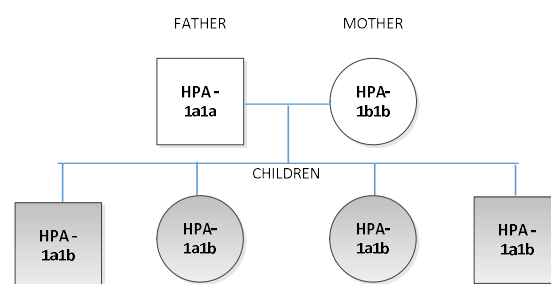 FATHER
MOTHER
HPA -
1a1a
HPA-
1b1b
CHILDREN
HPA -
1a1b
HPA-
1a1b
HPA-
1a1b
HPA -
1a1b